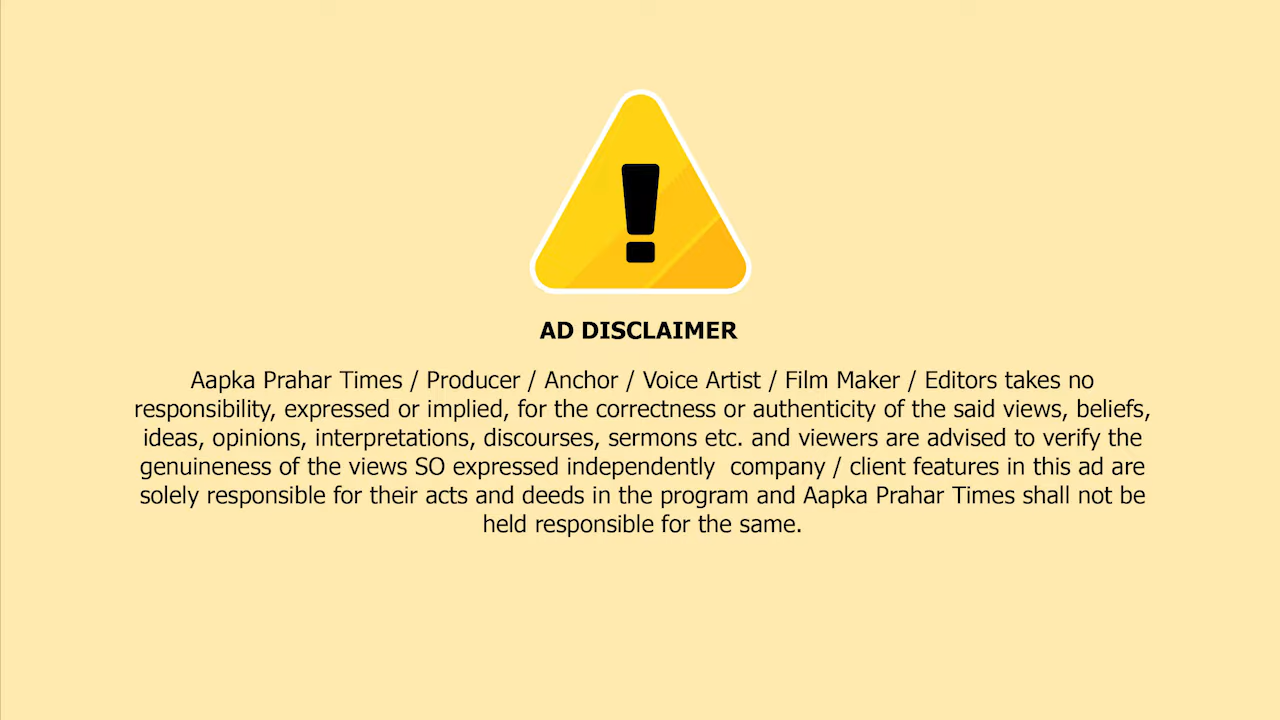 AD DISCLAIMER
Aapka Prahar Times / Producer / Anchor / Voice Artist / Film Maker / Editors takes no
responsibility, expressed or implied, for the correctness or authenticity of the said views, beliefs,
ideas, opinions, interpretations, discourses, sermons etc. and viewers are advised to verify the
genuineness of the views SO expressed independently  company / client features in this ad are
solely responsible for their acts and deeds in the program and Aapka Prahar Times shall not be
held responsible for the same.